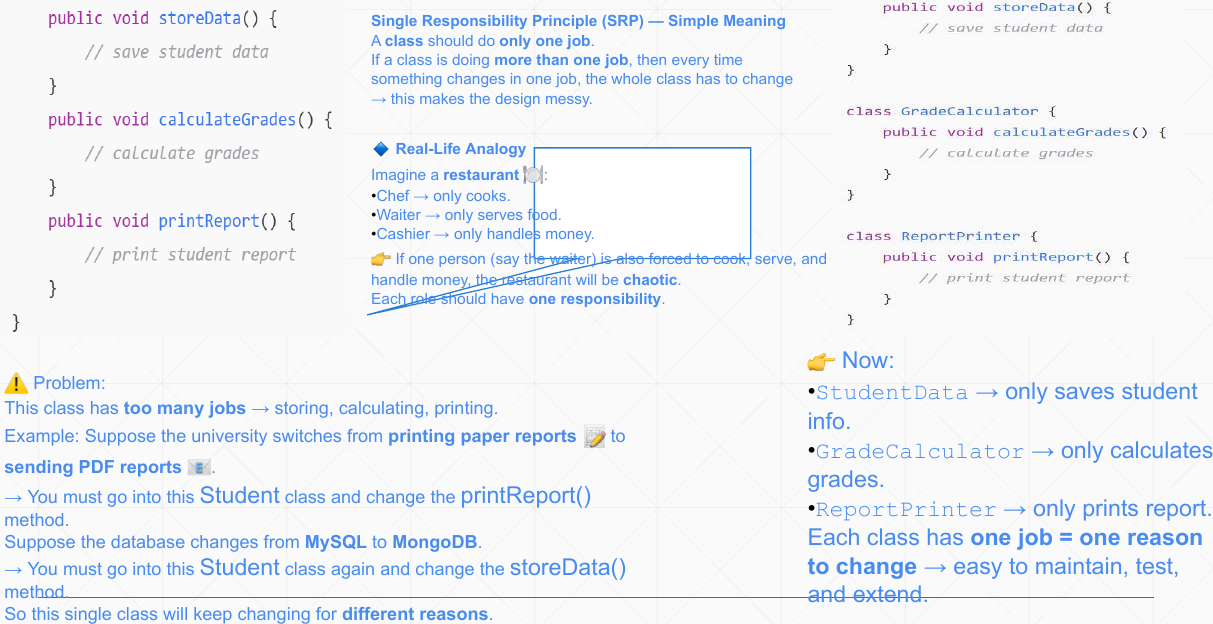 public void storeData() {
// save student data
}
public void calculateGrades() {
// calculate grades
}
public void printReport() {
// print student report
}
}
Single Responsibility Principle (SRP) — Simple Meaning
A class should do only one job.
If a class is doing more than one job, then every time
something changes in one job, the whole class has to change
→ this makes the design messy.
🔹 Real-Life Analogy
Imagine a restaurant 🍽️:
•Chef → only cooks.
•Waiter → only serves food.
•Cashier → only handles money.
👉 If one person (say the waiter) is also forced to cook, serve, and
handle money, the restaurant will be chaotic.
Each role should have one responsibility.
public void storeData() {
// save student data
}
}
class GradeCalculator {
public void calculateGrades() {
// calculate grades
}
}
class ReportPrinter {
public void printReport() {
// print student report
}
}
⚠️ Problem:
This class has too many jobs → storing, calculating, printing.
Example: Suppose the university switches from printing paper reports 📝 to
sending PDF reports 📧.
→ You must go into this Student class and change the printReport()
method.
Suppose the database changes from MySQL to MongoDB.
→ You must go into this Student class again and change the storeData()
method.
So this single class will keep changing for different reasons.
👉 Now:
•StudentData → only saves student
info.
•GradeCalculator → only calculates
grades.
•ReportPrinter → only prints report.
Each class has one job = one reason
to change → easy to maintain, test,
and extend.